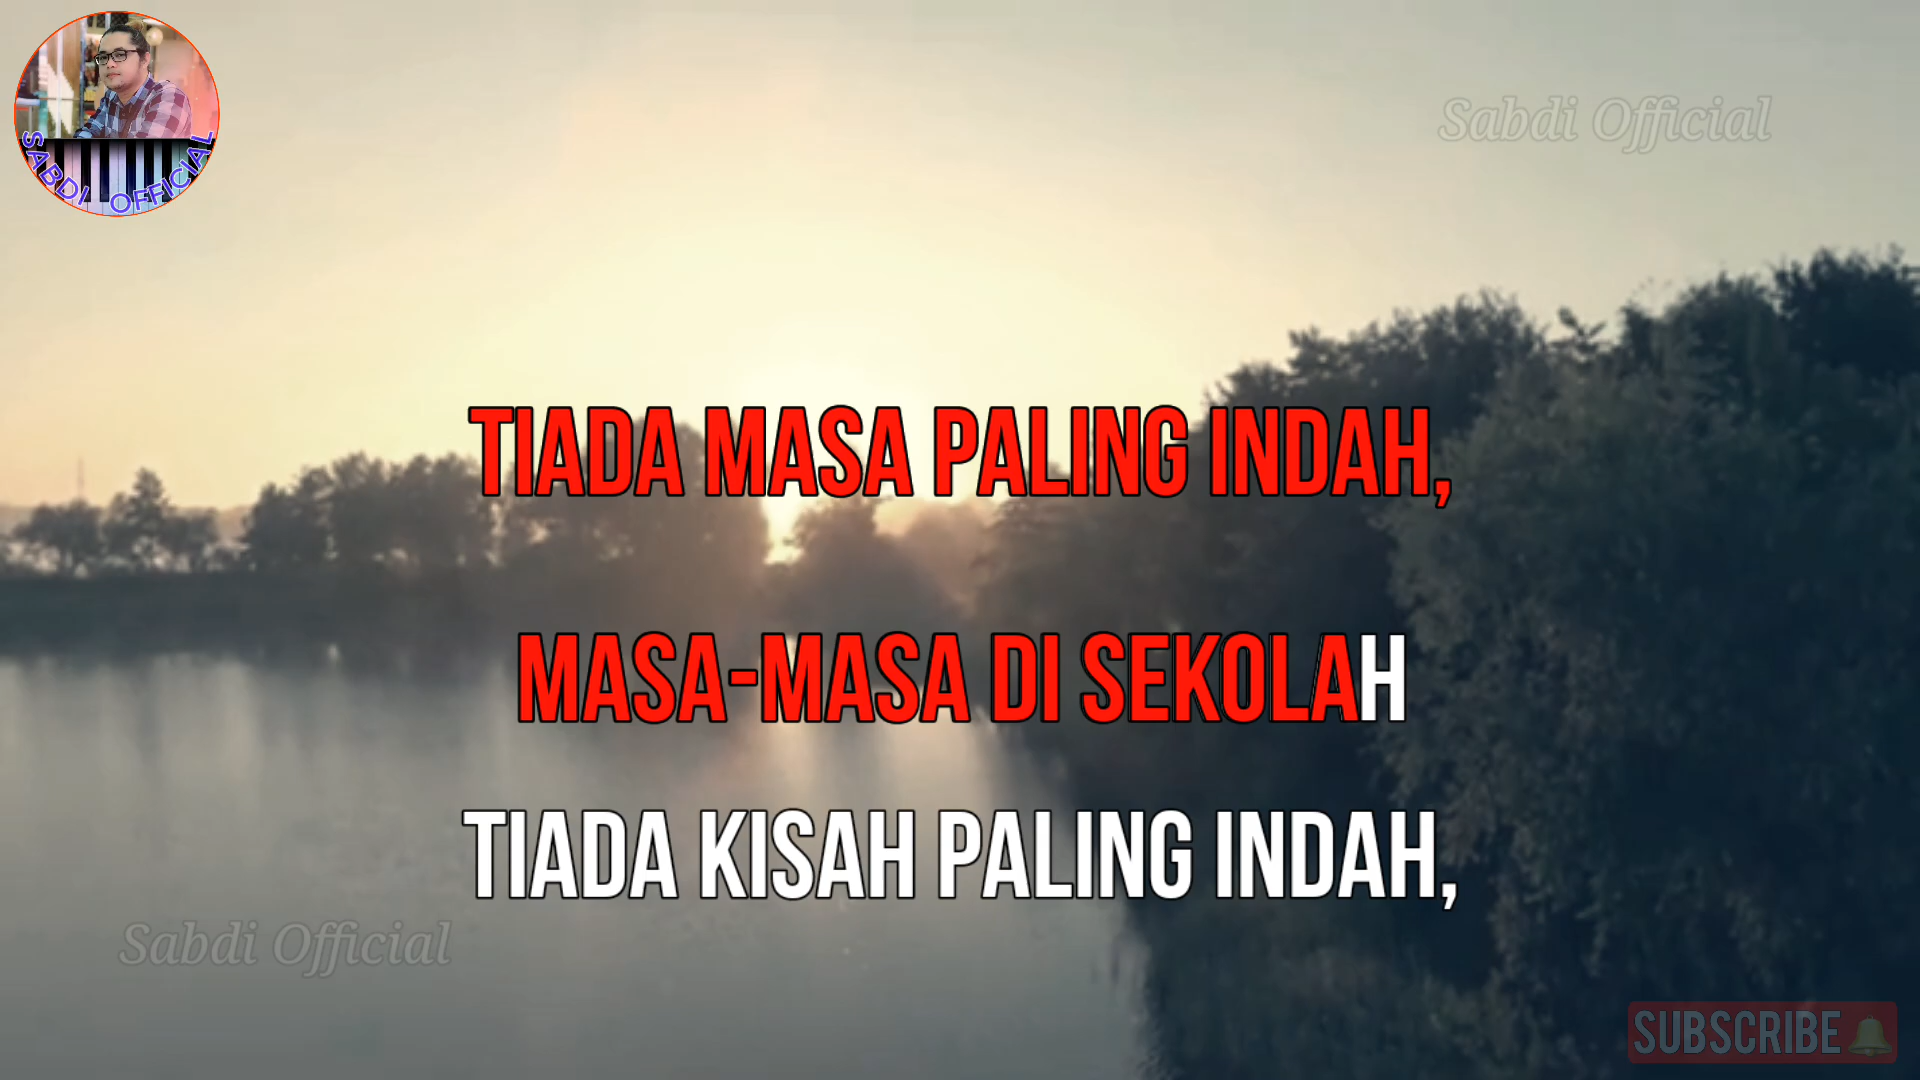 SABDI OFFICIAL
Sabdi Official
TIADA MASA PALING INDAH,
MASA-MASA DI SEKOLAH
TIADA KISAH PALING INDAH,
Sabdi Official
SUBSCRIBE